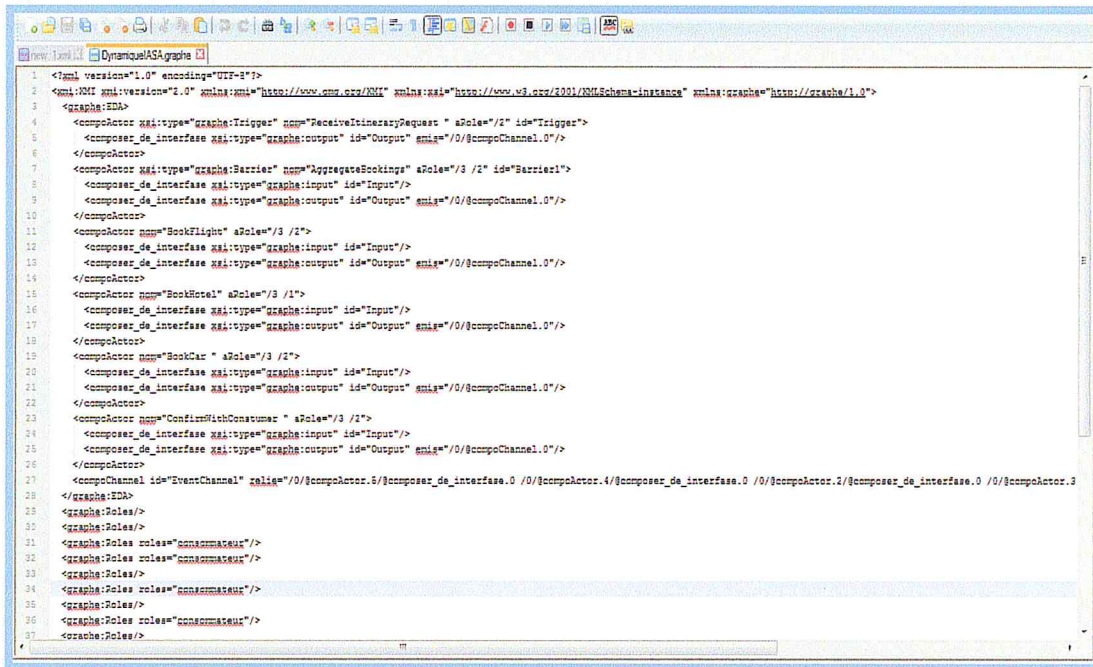 new 1.xml DynamiqueIASA.graphe
1 <?xml version="1.0" encoding="UTF-8"?>
2 <xmi:XMI xmi:version="2.0" xmlns:xmi="http://www.omg.org/XMI" xmlns:xsi="http://www.w3.org/2001/XMLSchema-instance" xmlns:graphe="http://graphe/1.0">
3 <graphe:EDA>
4 <compoActor xsi:type="graphe:Trigger" nom="ReceiveItineraryRequest " aRole="/2" id="Trigger">
5 <composer_de_interfase xsi:type="graphe:output" id="Output" emis="/0/@compoChannel.0"/>
6 </compoActor>
7 <compoActor xsi:type="graphe:Barrier" nom="AggregateBookings" aRole="/3 /2" id="Barrier1">
8 <composer_de_interfase xsi:type="graphe:input" id="Input"/>
9 <composer_de_interfase xsi:type="graphe:output" id="Output" emis="/0/@compoChannel.0"/>
10 </compoActor>
11 <compoActor nom="BookFlight" aRole="/3 /2">
12 <composer_de_interfase xsi:type="graphe:input" id="Input"/>
13 <composer_de_interfase xsi:type="graphe:output" id="Output" emis="/0/@compoChannel.0"/>
14 </compoActor>
15 <compoActor nom="BookHotel" aRole="/3 /1">
16 <composer_de_interfase xsi:type="graphe:input" id="Input"/>
17 <composer_de_interfase xsi:type="graphe:output" id="Output" emis="/0/@compoChannel.0"/>
18 </compoActor>
19 <compoActor nom="BookCar " aRole="/3 /2">
20 <composer_de_interfase xsi:type="graphe:input" id="Input"/>
21 <composer_de_interfase xsi:type="graphe:output" id="Output" emis="/0/@compoChannel.0"/>
22 </compoActor>
23 <compoActor nom="ConfirmWithConstumer " aRole="/3 /2">
24 <composer_de_interfase xsi:type="graphe:input" id="Input"/>
25 <composer_de_interfase xsi:type="graphe:output" id="Output" emis="/0/@compoChannel.0"/>
26 </compoActor>
27 <compoChannel id="EventChannel" relie="/0/@compoActor.5/@composer_de_interfase.0 /0/@compoActor.4/@composer_de_interfase.0 /0/@compoActor.2/@composer_de_interfase.0 /0/@compoActor.3
28 </graphe:EDA>
29 <graphe:Roles/>
30 <graphe:Roles/>
31 <graphe:Roles roles="consommateur"/>
32 <graphe:Roles roles="consommateur"/>
33 <graphe:Roles/>
34 <graphe:Roles roles="consommateur"/>
35 <graphe:Roles/>
36 <graphe:Roles roles="consommateur"/>
37 <graphe:Roles/>